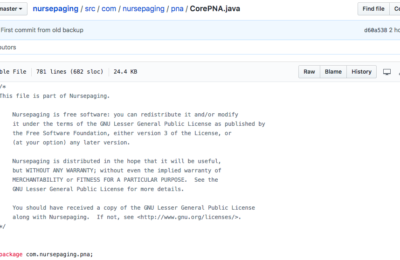 master nursepaging / src / com / nursepaging / pna / CorePNA.java Find file
First commit from old backup d60a538 2
781 lines (682 sloc) 24.4 KB Raw Blame History
/*
This file is part of Nursepaging.
Nursepaging is free software: you can redistribute it and/or modify
it under the terms of the GNU Lesser General Public License as published by
the Free Software Foundation, either version 3 of the License, or
(at your option) any later version.
Nursepaging is distributed in the hope that it will be useful,
but WITHOUT ANY WARRANTY; without even the implied warranty of
MERCHANTABILITY or FITNESS FOR A PARTICULAR PURPOSE. See the
GNU Lesser General Public License for more details.
You should have received a copy of the GNU Lesser General Public License
along with Nursepaging. If not, see <http://www.gnu.org/licenses/>.
*/
package com.nursepaging.pna;